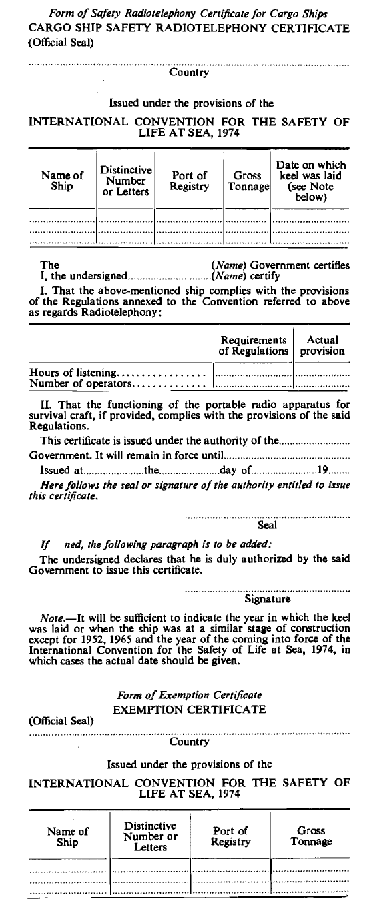 Form of Safety Radiotelephony Certificate for Cargo Ships
CARGO SHIP SAFETY RADIOTELEPHONY CERTIFICATE
(Official Seal)
Country
Issued under the provisions of the
INTERNATIONAL CONVENTION FOR THE SAFETY OF
LIFE AT SEA, 1974
Name of Ship | Distinctive Number or Letters | Port of Registry | Gross Tonnage | Date on which keel was laid (see Note below)
The (Name) Government certifies
I, the undersigned.................... (Name) certify
I. That the above-mentioned ship complies with the provisions
of the Regulations annexed to the Convention referred to above
as regards Radiotelephony:
Requirements of Regulations | Actual provision
Hours of listening................
Number of operators.............
II. That the functioning of the portable radio apparatus for
survival craft, if provided, complies with the provisions of the said
Regulations.
This certificate is issued under the authority of the....................
Government. It will remain in force until....................
Issued at....................the....................day of....................19.......
Here follows the seal or signature of the authority entitled to issue
this certificate.
Seal
If ned, the following paragraph is to be added:
The undersigned declares that he is duly authorized by the said
Government to issue this certificate.
Signature
Note.—It will be sufficient to indicate the year in which the keel
was laid or when the ship was at a similar stage of construction
except for 1952, 1965 and the year of the coming into force of the
International Convention for the Safety of Life at Sea, 1974, in
which cases the actual date should be given.
Form of Exemption Certificate
EXEMPTION CERTIFICATE
(Official Seal)
Country
Issued under the provisions of the
INTERNATIONAL CONVENTION FOR THE SAFETY OF
LIFE AT SEA, 1974
Name of Ship | Distinctive Number or Letters | Port of Registry | Gross Tonnage